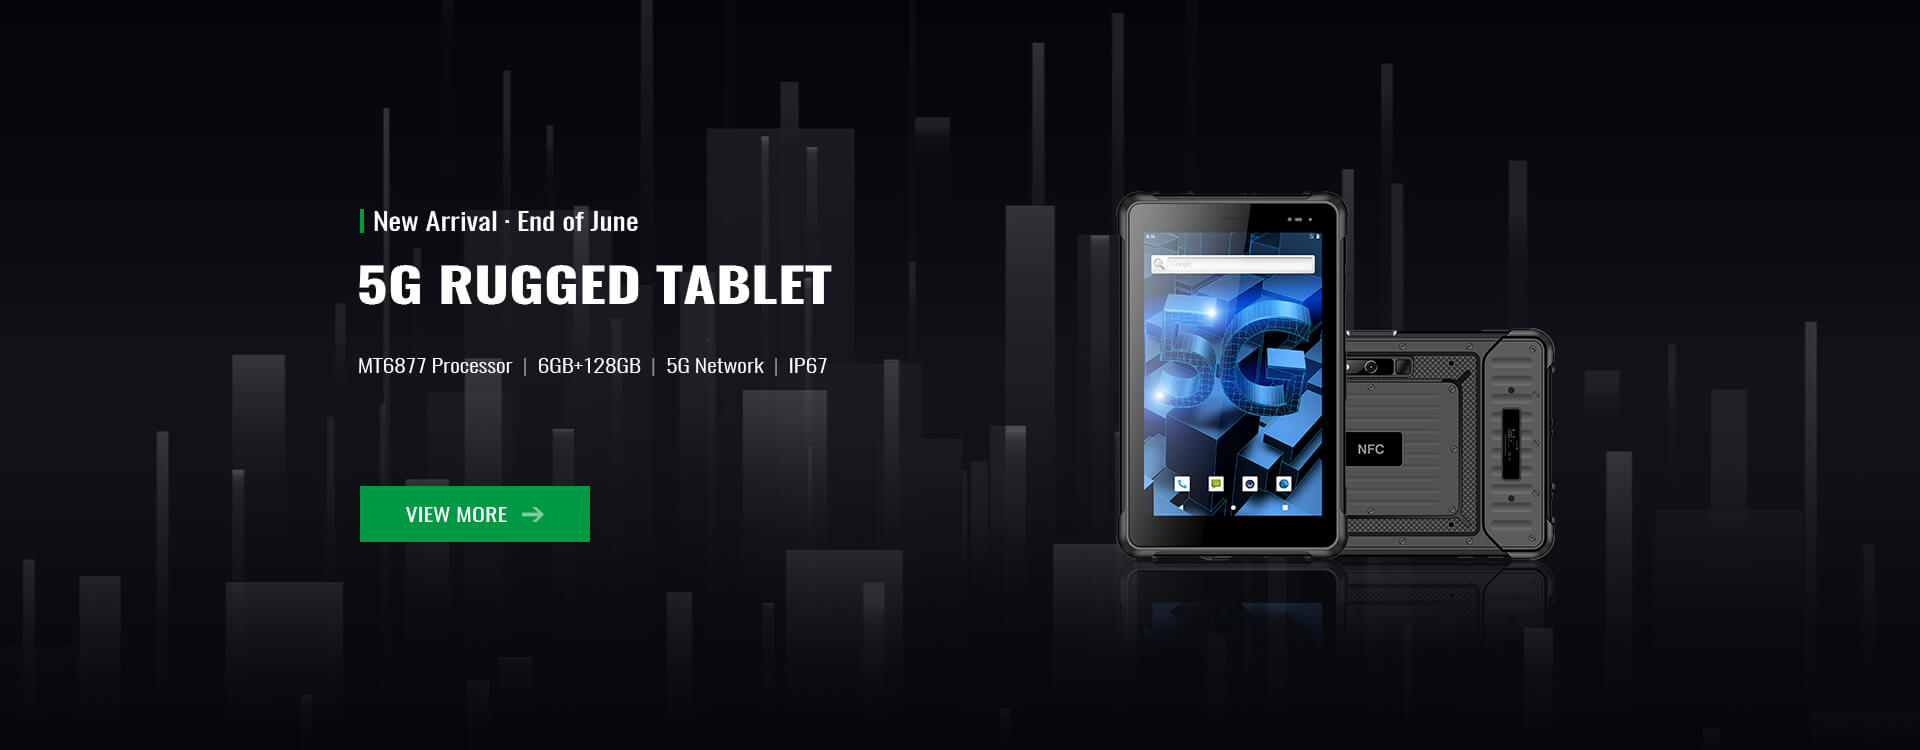 New Arrival · End of June
5G RUGGED TABLET
MT6877 Processor | 6GB+128GB | 5G Network | IP67
VIEW MORE
Google
5G
NFC